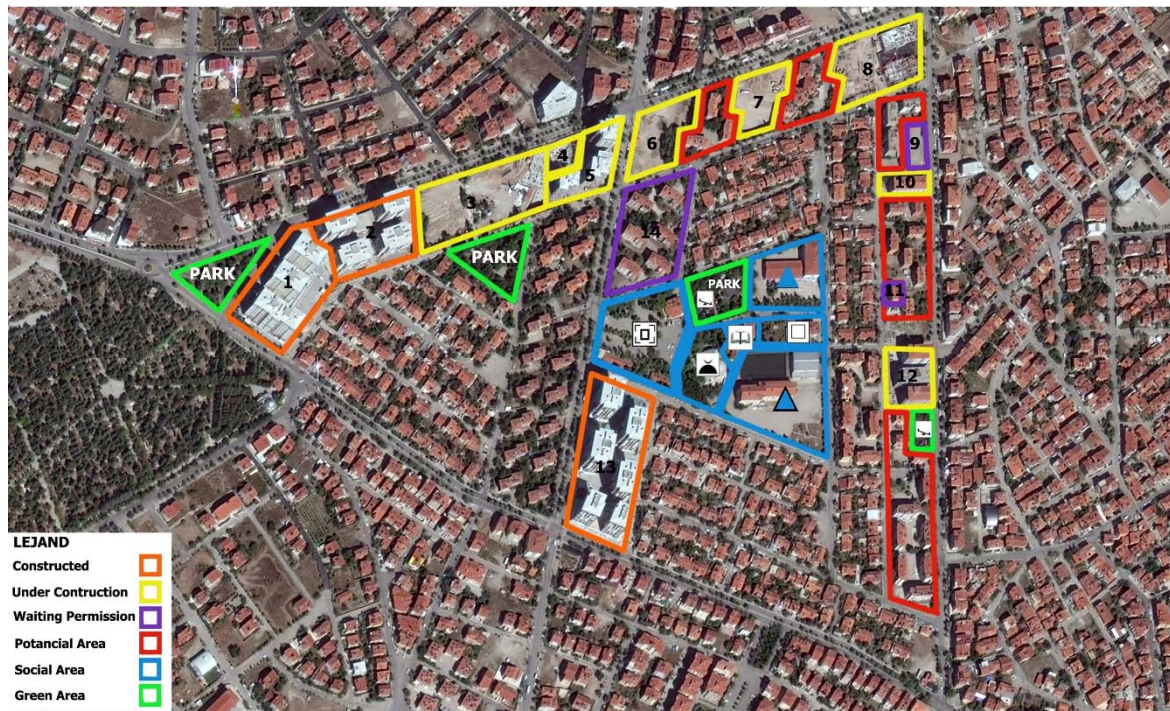 8
7
9
6
4
5
10
3
14
2
PARK
PARK
1
PARK
11
12
13
LEJAND
Constructed
Under Contruction
Waiting Permission
Potancial Area
Social Area
Green Area